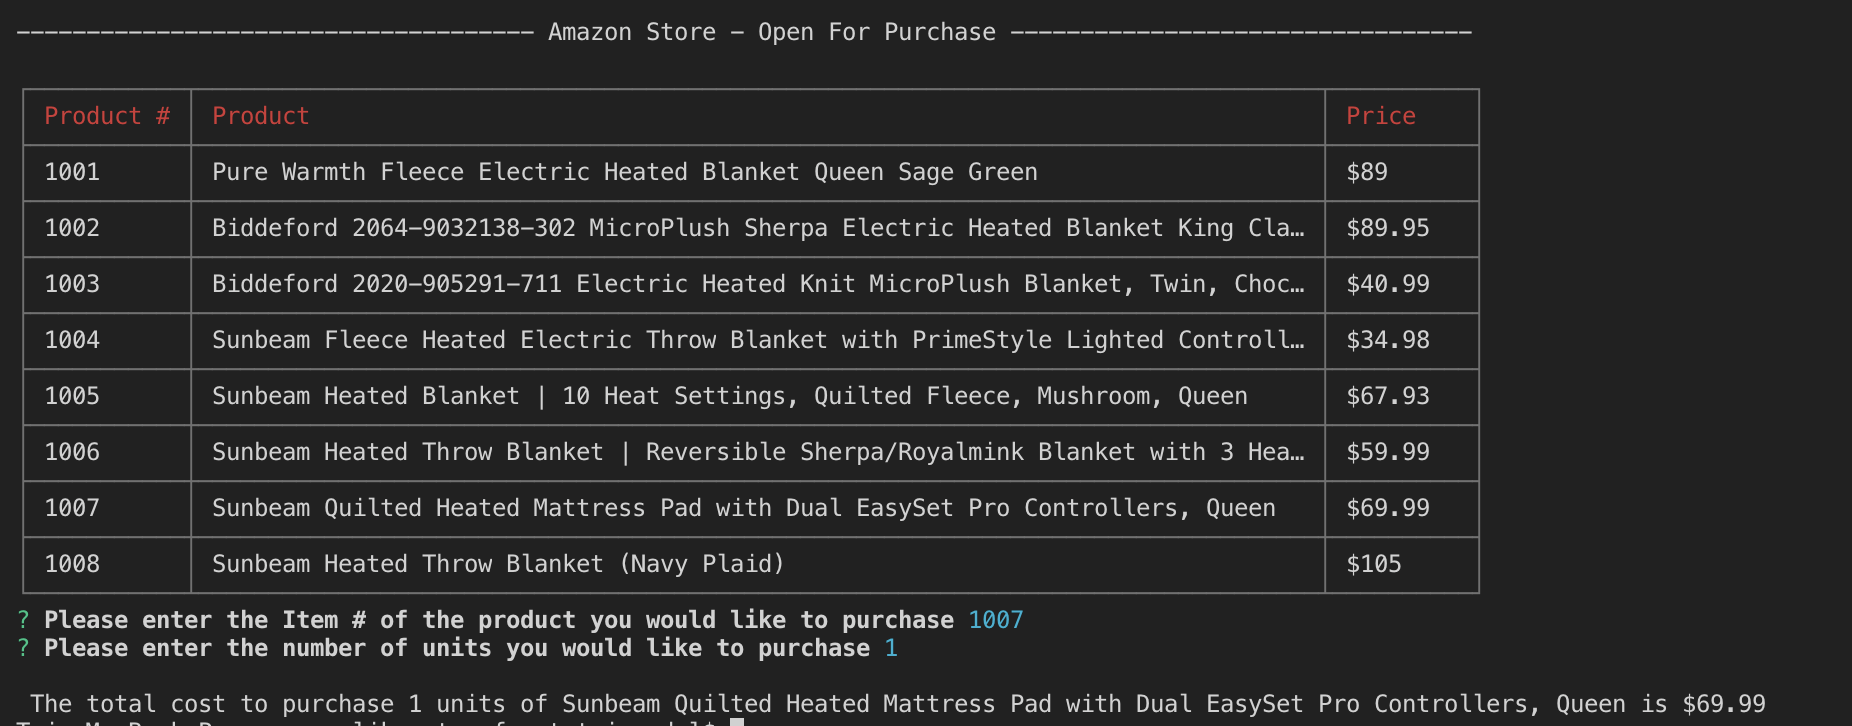 ------------------------------------- Amazon Store - Open For Purchase ---------------------------------
Product # Product Price
1001 Pure Warmth Fleece Electric Heated Blanket Queen Sage Green $89
1002 Biddeford 2064-9032138-302 MicroPlush Sherpa Electric Heated Blanket King Cla… $89.95
1003 Biddeford 2020-905291-711 Electric Heated Knit MicroPlush Blanket, Twin, Choc… $40.99
1004 Sunbeam Fleece Heated Electric Throw Blanket with PrimeStyle Lighted Controll… $34.98
1005 Sunbeam Heated Blanket | 10 Heat Settings, Quilted Fleece, Mushroom, Queen $67.93
1006 Sunbeam Heated Throw Blanket | Reversible Sherpa/Royalmink Blanket with 3 Hea… $59.99
1007 Sunbeam Quilted Heated Mattress Pad with Dual EasySet Pro Controllers, Queen $69.99
1008 Sunbeam Heated Throw Blanket (Navy Plaid) $105
? Please enter the Item # of the product you would like to purchase 1007
? Please enter the number of units you would like to purchase 1
The total cost to purchase 1 units of Sunbeam Quilted Heated Mattress Pad with Dual EasySet Pro Controllers, Queen is $69.99